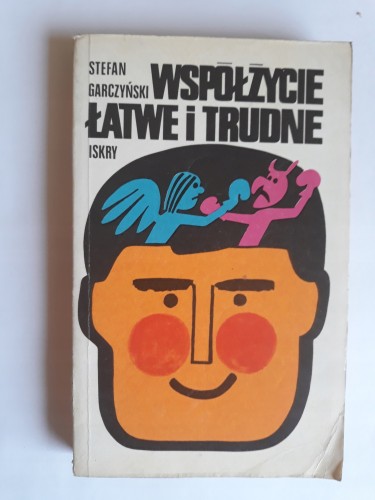 STEFAN
GARCZYŃSKI
WSPÓŁŻYCIE
ŁATWE i TRUDNE
ISKRY